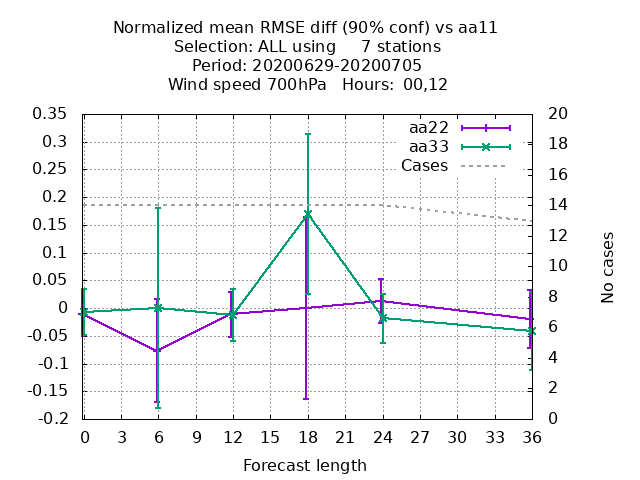 Normalized mean RMSE diff (90% conf) vs aa11
Selection: ALL using 7 stations
Period: 20200629-20200705
Wind speed 700hPa Hours: 00,12
0.35
0.3
0.25
0.2
0.15
0.1
0.05
0
-0.05
-0.1
-0.15
-0.2
aa22
aa33
Cases
20
18
16
14
12
10
8
6
4
2
0
No cases
0 3 6 9 12 15 18 21 24 27 30 33 36
Forecast length